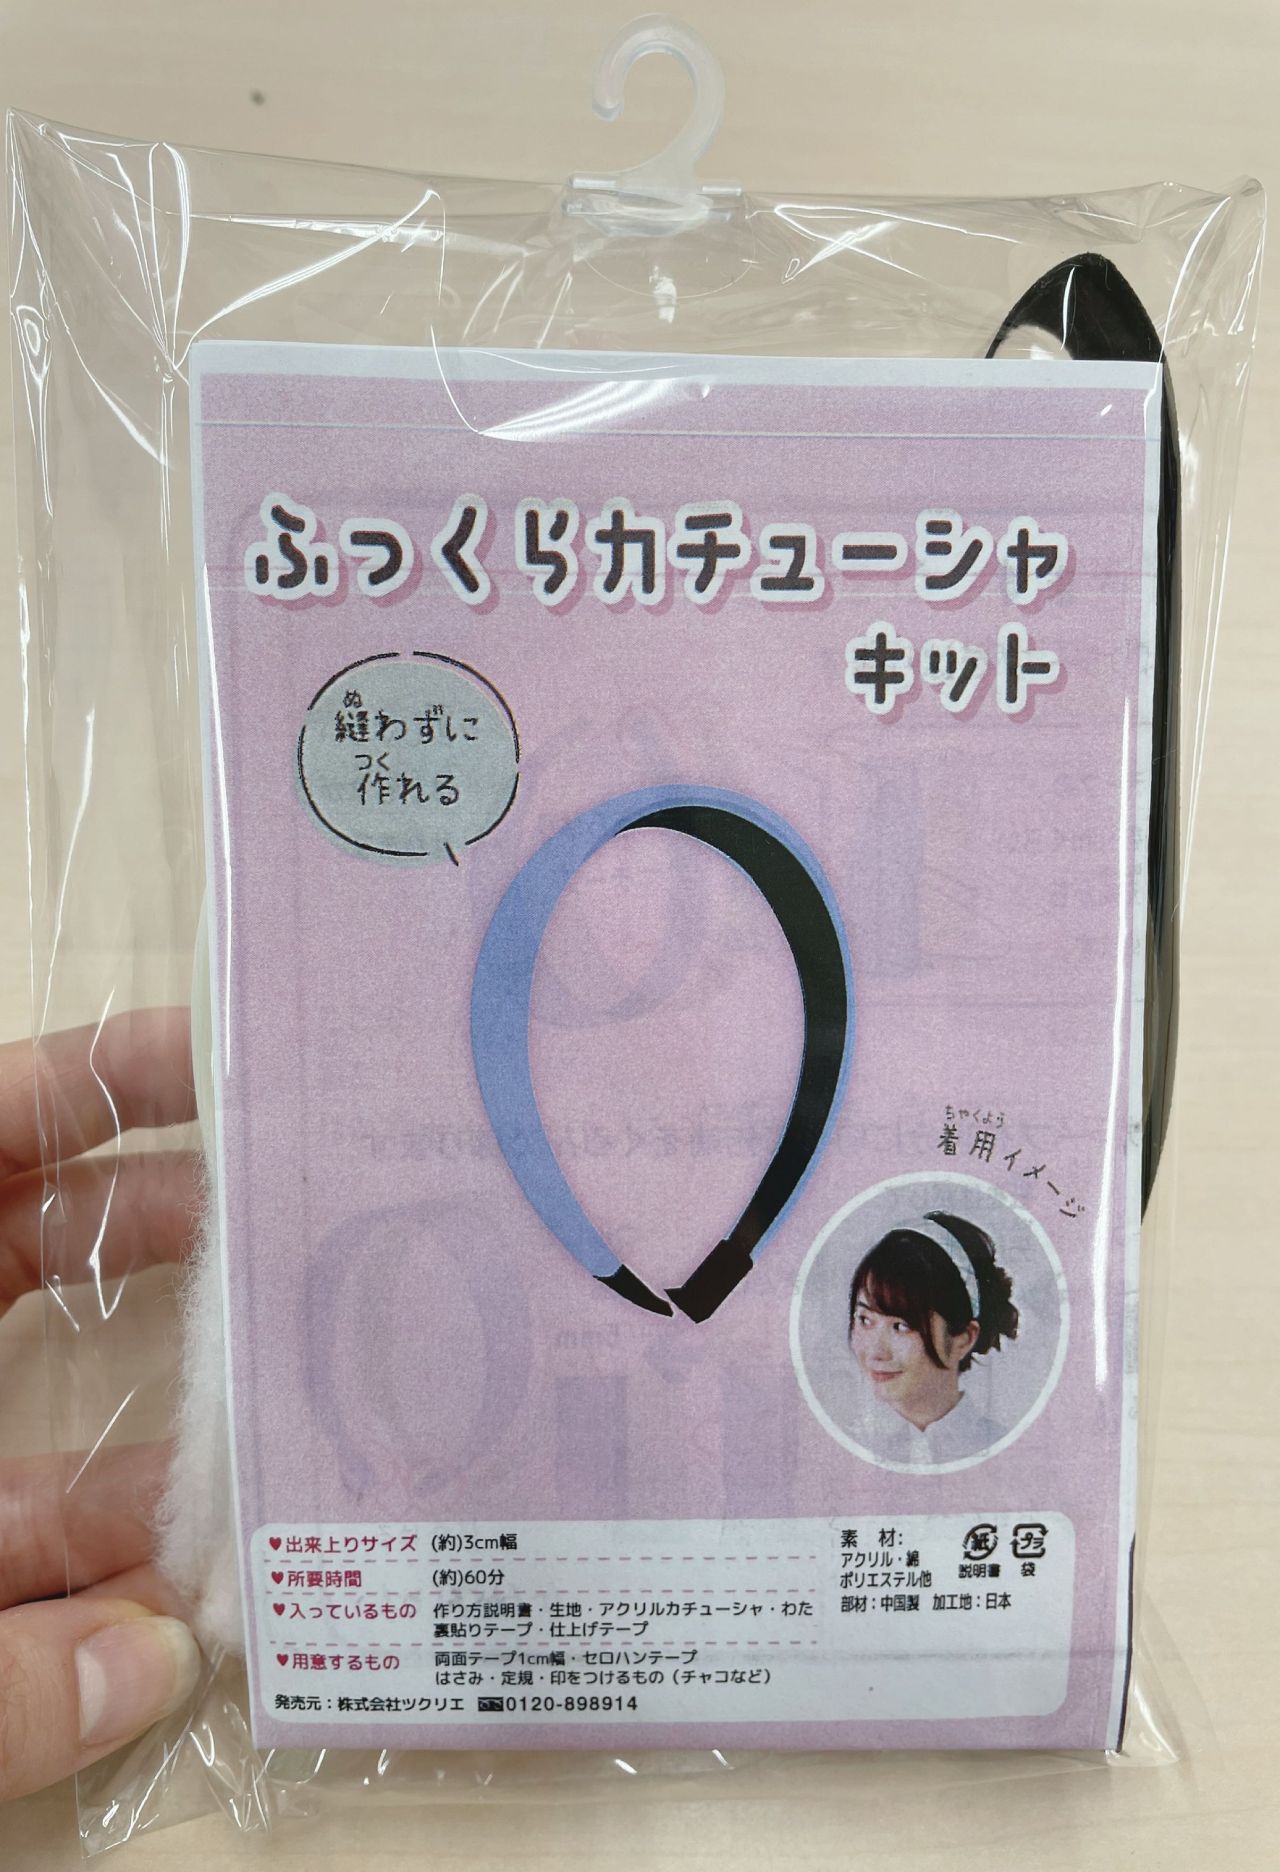 ふっくらカチューシャ
キット
ぬ
縫わずに
つく
作れる
ちゃくよう
着用イメージ
♥出来上りサイズ (約)3cm幅
♥所要時間 (約)60分
♥入っているもの 作り方説明書・生地・アクリルカチューシャ・わた
裏貼りテープ・仕上げテープ
♥用意するもの 両面テープ1cm幅・セロハンテープ
はさみ・定規・印をつけるもの（チャコなど）
発売元：株式会社ツクリエ 0120-898914
素 材：
アクリル・綿
ポリエステル他
部材：中国製 加工地：日本
紙
説明書
プラ
袋